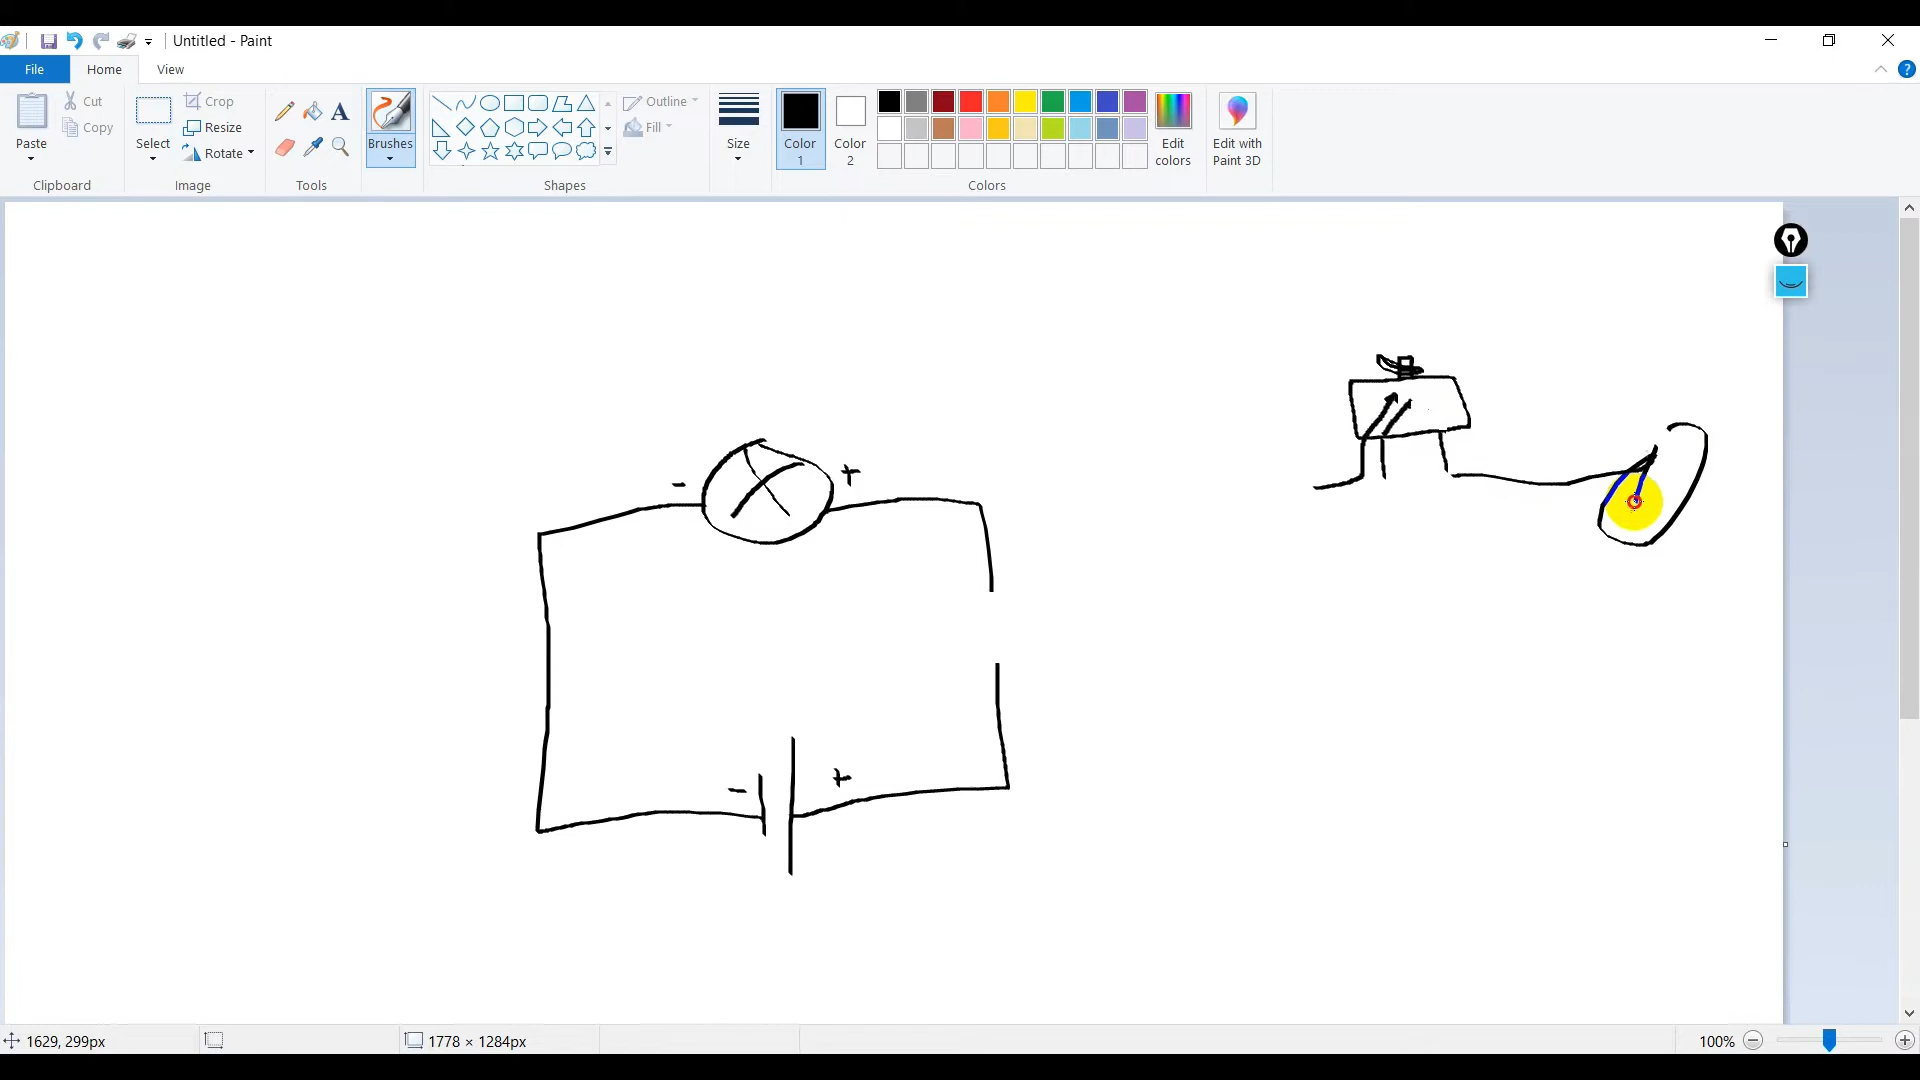 Untitled - Paint
File Home View
Paste
Cut
Copy
Clipboard
Select
Crop
Resize
Rotate
Image
A
Tools
Brushes
Outline
Fill
Shapes
Size
Color 1
Color 2
Edit colors
Colors
Edit with Paint 3D
?
- +
- +
1629, 299px
1778 × 1284px
100%